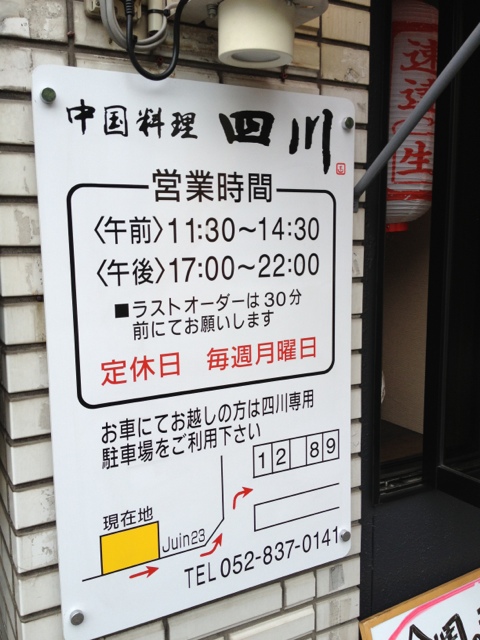 中国料理 四川
営業時間
〈午前〉11:30～14:30
〈午後〉17:00～22:00
■ラストオーダーは30分
前にてお願いします
定休日 毎週月曜日
お車にてお越しの方は四川専用
駐車場をご利用下さい
1 2 8 9
現在地
Juin23
TEL 052-837-0141